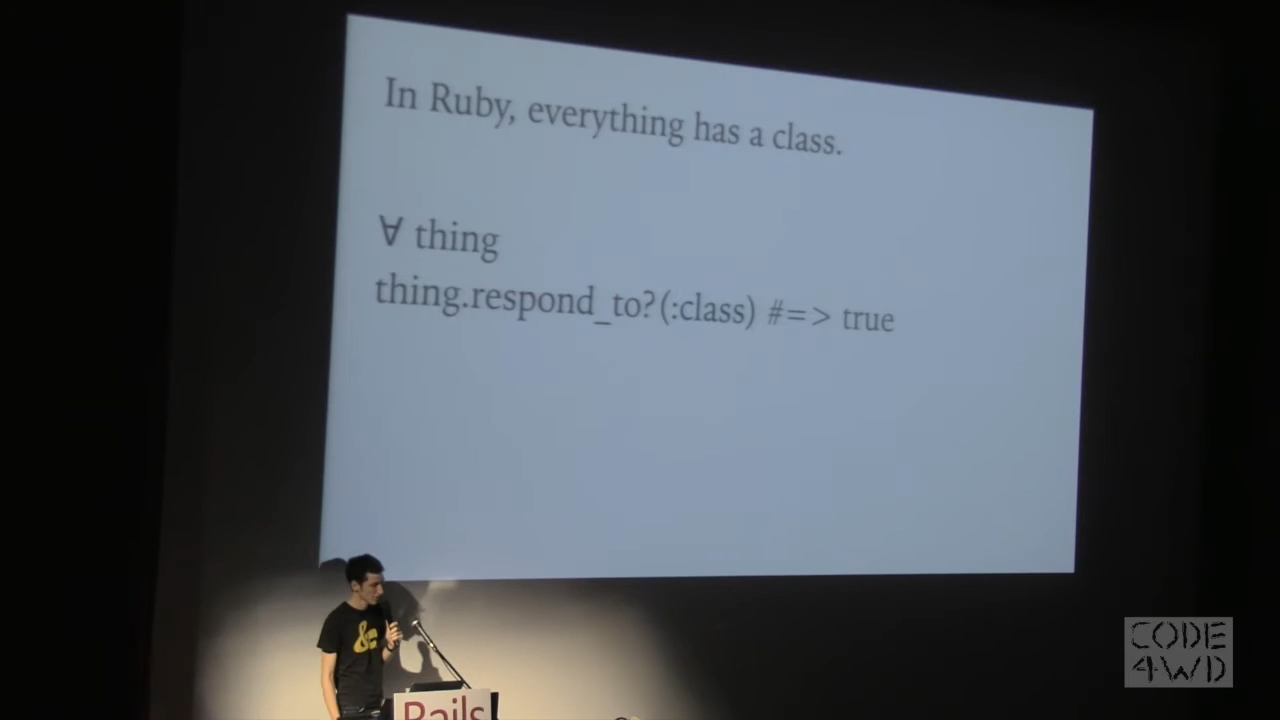 In Ruby, everything has a class.
∀ thing
thing.respond_to?(:class) #=> true
&
Rails
CODE
4WD